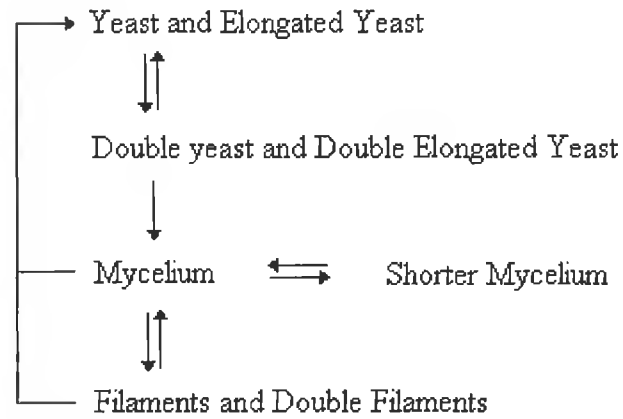 Yeast and Elongated Yeast
Double yeast and Double Elongated Yeast
Mycelium
Shorter Mycelium
Filaments and Double Filaments